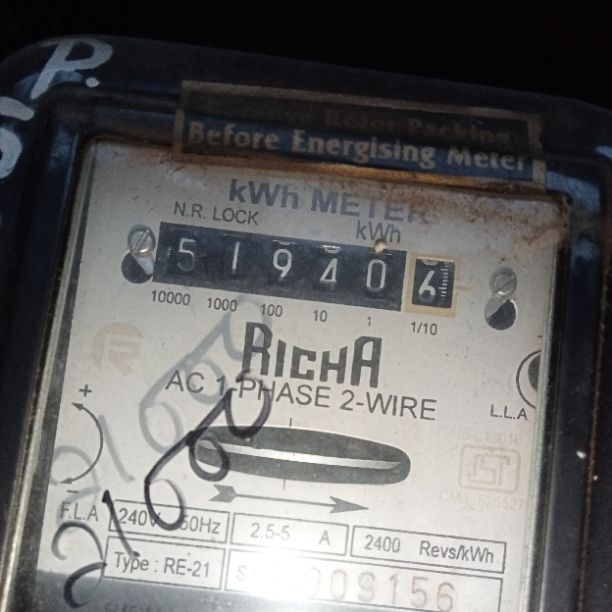 P.
Before Energising Meter
kWh METER
N.R. LOCK
kWh
5 1 9 4 0 6
10000 1000 100 10 1 1/10
RICHA
AC 1-PHASE 2-WIRE
L.L.A
+
-
F.L.A 240V 50Hz 2.5-5 A 2400 Revs/kWh
Type : RE-21 009156